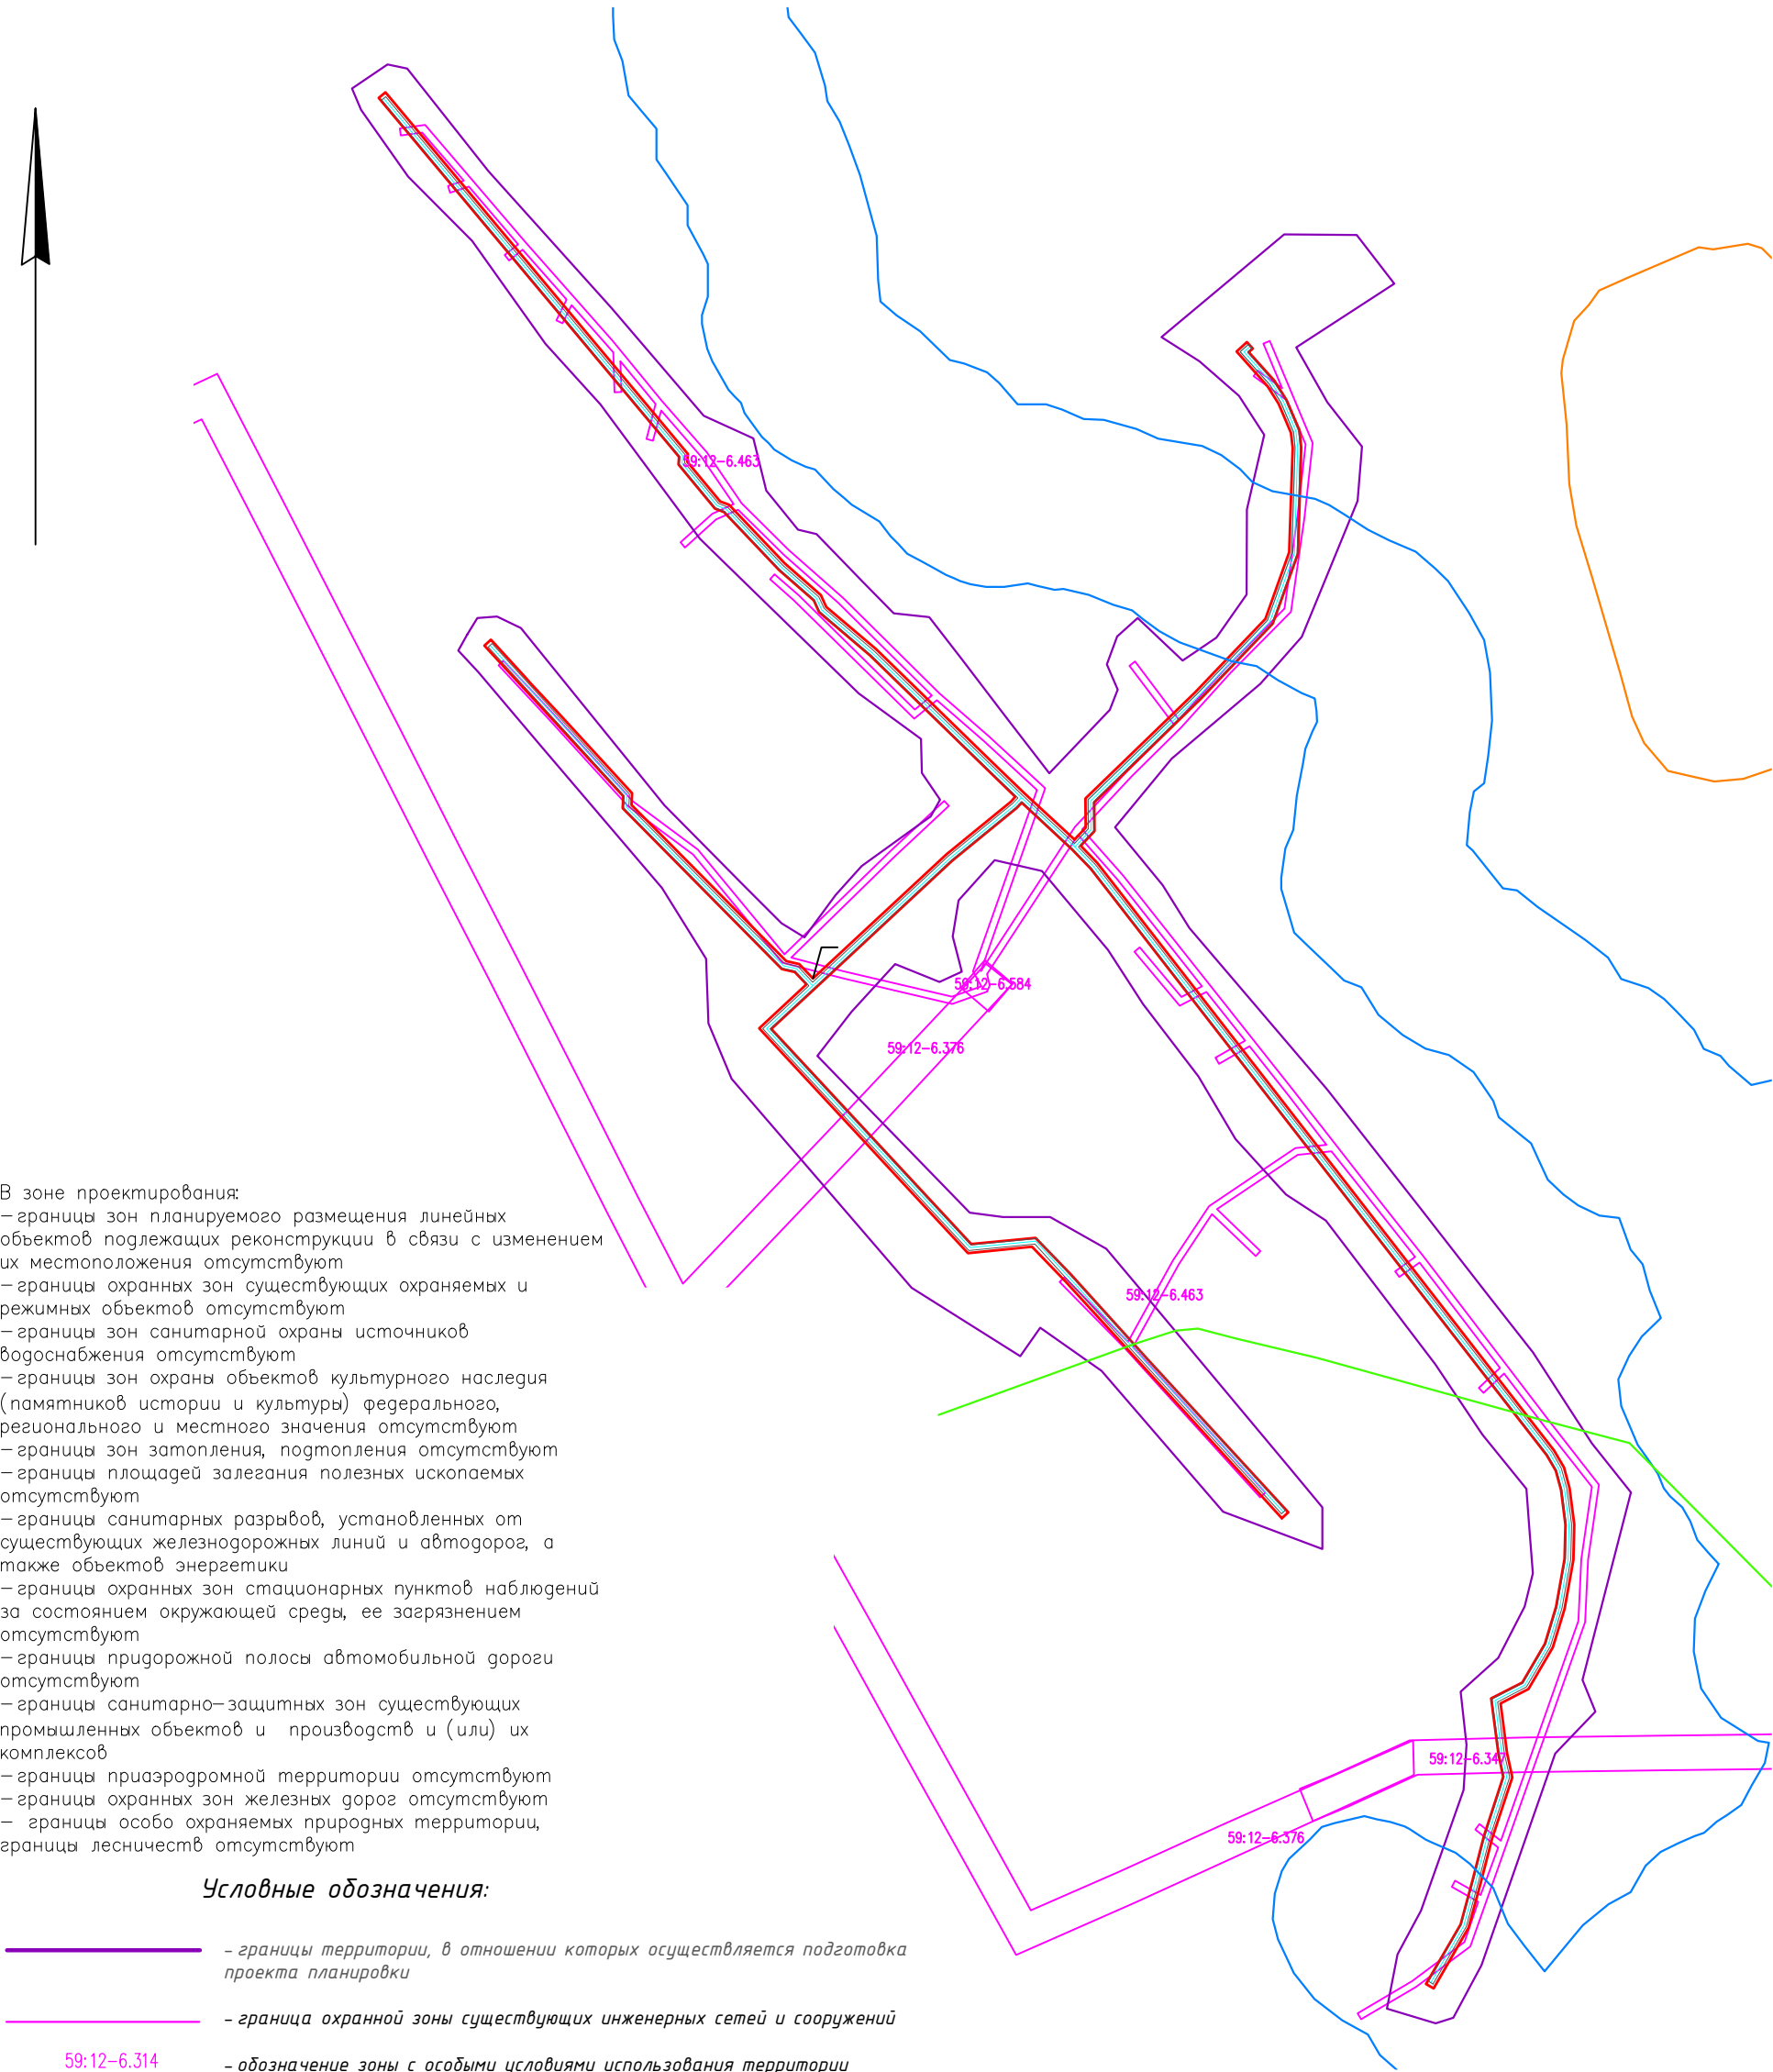 59:12-6.463
59:12-6.584
59:12-6.376
59:12-6.463
59:12-6.347
59:12-6.376
В зоне проектирования:
-границы зон планируемого размещения линейных
объектов подлежащих реконструкции в связи с изменением
их местоположения отсутствуют
-границы охранных зон существующих охраняемых и
режимных объектов отсутствуют
-границы зон санитарной охраны источников
водоснабжения отсутствуют
-границы зон охраны объектов культурного наследия
(памятников истории и культуры) федерального,
регионального и местного значения отсутствуют
-границы зон затопления, подтопления отсутствуют
-границы площадей залегания полезных ископаемых
отсутствуют
-границы санитарных разрывов, установленных от
существующих железнодорожных линий и автодорог, а
также объектов энергетики
-границы охранных зон стационарных пунктов наблюдений
за состоянием окружающей среды, ее загрязнением
отсутствуют
-границы придорожной полосы автомобильной дороги
отсутствуют
-границы санитарно-защитных зон существующих
промышленных объектов и производств и (или) их
комплексов
-границы приаэродромной территории отсутствуют
-границы охранных зон железных дорог отсутствуют
- границы особо охраняемых природных территории,
границы лесничеств отсутствуют
Условные обозначения:
- границы территории, в отношении которых осуществляется подготовка
проекта планировки
- граница охранной зоны существующих инженерных сетей и сооружений
59:12-6.314 - обозначение зоны с особыми условиями использования территории